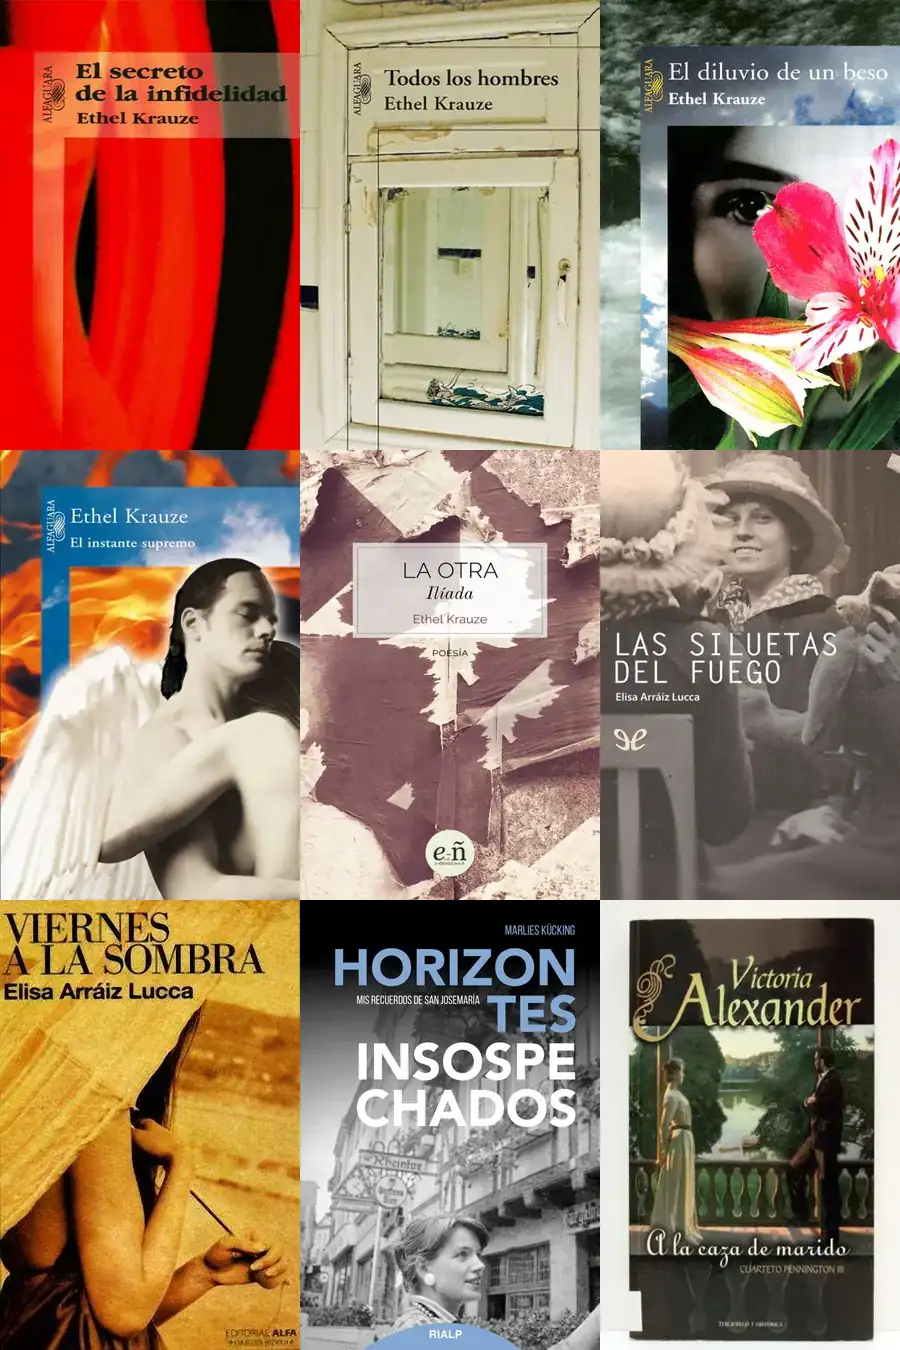 ALFAGUARA
El secreto
de la infidelidad
Ethel Krauze
ALFAGUARA
Todos los hombres
Ethel Krauze
ALFAGUARA
El diluvio de un beso
Ethel Krauze
ALFAGUARA
Ethel Krauze
El instante supremo
LA OTRA
Ilíada
Ethel Krauze
POESÍA
e-ñ
LAS SILUETAS
DEL FUEGO
Elisa Arráiz Lucca
VIERNES
A LA SOMBRA
Elisa Arráiz Lucca
EDITORIAL ALFA
MARLIES KÜCKING
HORIZON
MIS RECUERDOS DE SAN JOSEMARÍA
TES
INSOSPE
CHADOS
RIALP
Victoria
Alexander
A la caza de marido
CUARTETO PENNINGTON III